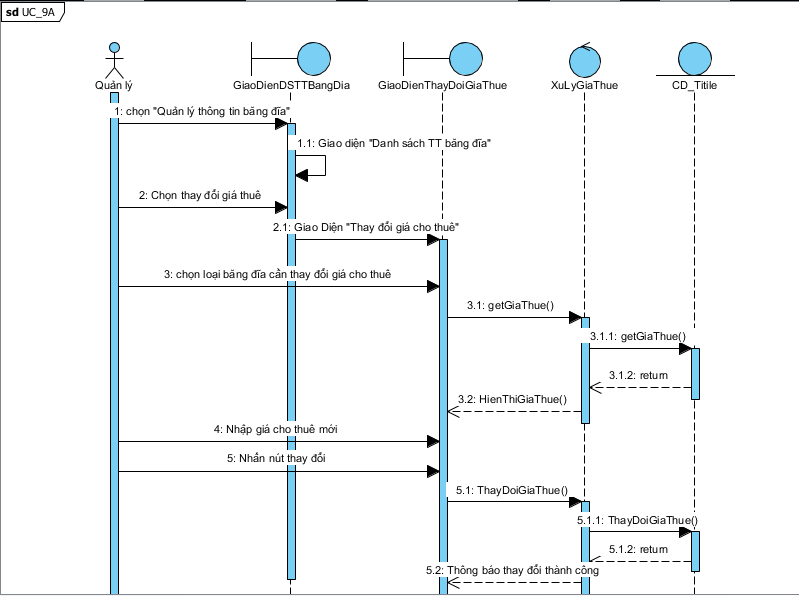 sd UC_9A
Quản lý
GiaoDienDSTTBangDia
GiaoDienThayDoiGiaThue
XuLyGiaThue
CD_Titile
1: chọn "Quản lý thông tin băng đĩa"
1.1: Giao diện "Danh sách TT băng đĩa"
2: Chọn thay đổi giá thuê
2.1: Giao Diện "Thay đổi giá cho thuê"
3: chọn loại băng đĩa cần thay đổi giá cho thuê
3.1: getGiaThue()
3.1.1: getGiaThue()
3.1.2: return
3.2: HienThiGiaThue()
4: Nhập giá cho thuê mới
5: Nhấn nút thay đổi
5.1: ThayDoiGiaThue()
5.1.1: ThayDoiGiaThue()
5.1.2: return
5.2: Thông báo thay đổi thành công